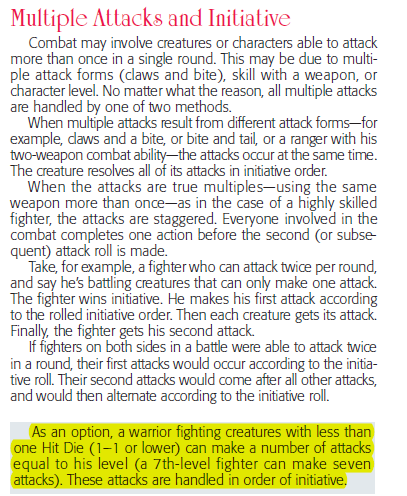 Multiple Attacks and Initiative
Combat may involve creatures or characters able to attack
more than once in a single round. This may be due to multi-
ple attack forms (claws and bite), skill with a weapon, or
character level. No matter what the reason, all multiple attacks
are handled by one of two methods.
When multiple attacks result from different attack forms—for
example, claws and a bite, or bite and tail, or a ranger with his
two-weapon combat ability—the attacks occur at the same time.
The creature resolves all of its attacks in initiative order.
When the attacks are true multiples—using the same
weapon more than once—as in the case of a highly skilled
fighter, the attacks are staggered. Everyone involved in the
combat completes one action before the second (or subse-
quent) attack roll is made.
Take, for example, a fighter who can attack twice per round,
and say he's battling creatures that can only make one attack.
The fighter wins initiative. He makes his first attack according
to the rolled initiative order. Then each creature gets its attack.
Finally, the fighter gets his second attack.
If fighters on both sides in a battle were able to attack twice
in a round, their first attacks would occur according to the initia-
tive roll. Their second attacks would come after all other attacks,
and would then alternate according to the initiative roll.
As an option, a warrior fighting creatures with less than
one Hit Die (1–1 or lower) can make a number of attacks
equal to his level (a 7th-level fighter can make seven
attacks). These attacks are handled in order of initiative.